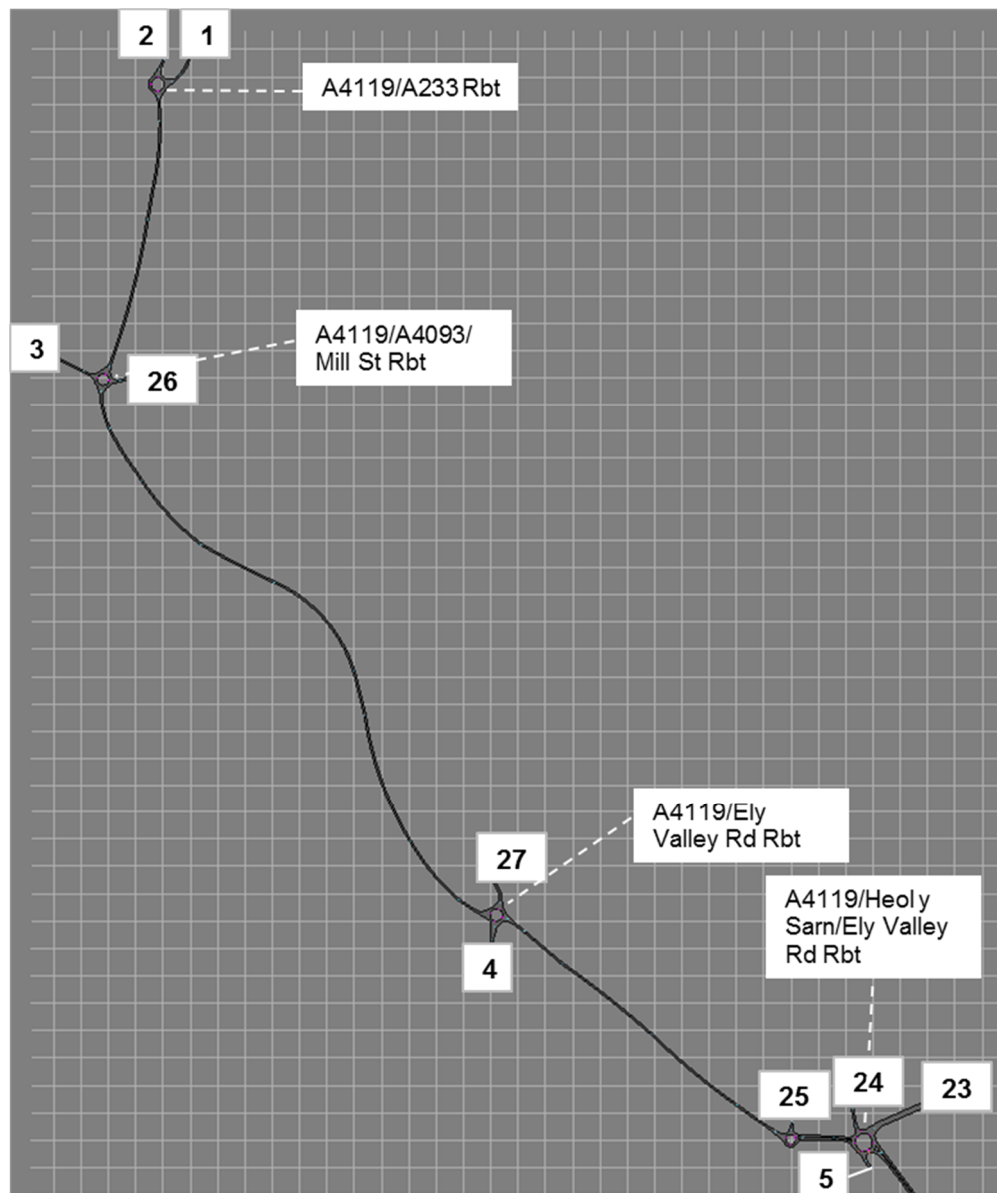 2
1
A4119/A233 Rbt
A4119/A4093/
Mill St Rbt
3
26
A4119/Ely
Valley Rd Rbt
27
A4119/Heol y
Sarn/Ely Valley
Rd Rbt
4
24
23
25
5